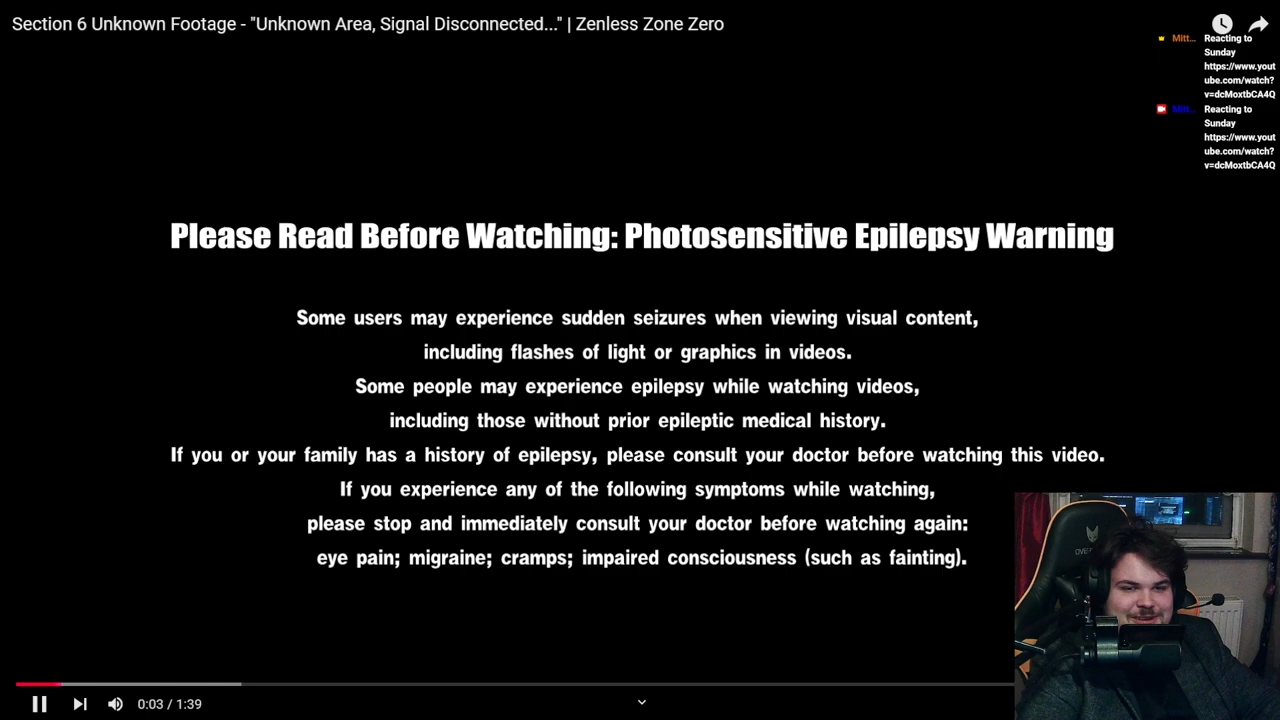 Section 6 Unknown Footage - "Unknown Area, Signal Disconnected..." | Zenless Zone Zero
Mitt... Reacting to
Sunday
https://www.yout
ube.com/watch?
v=dcMoxtbCA4Q
Mitt... Reacting to
Sunday
https://www.yout
ube.com/watch?
v=dcMoxtbCA4Q
Please Read Before Watching: Photosensitive Epilepsy Warning
Some users may experience sudden seizures when viewing visual content,
including flashes of light or graphics in videos.
Some people may experience epilepsy while watching videos,
including those without prior epileptic medical history.
If you or your family has a history of epilepsy, please consult your doctor before watching this video.
If you experience any of the following symptoms while watching,
please stop and immediately consult your doctor before watching again:
eye pain; migraine; cramps; impaired consciousness (such as fainting).
0:03 / 1:39